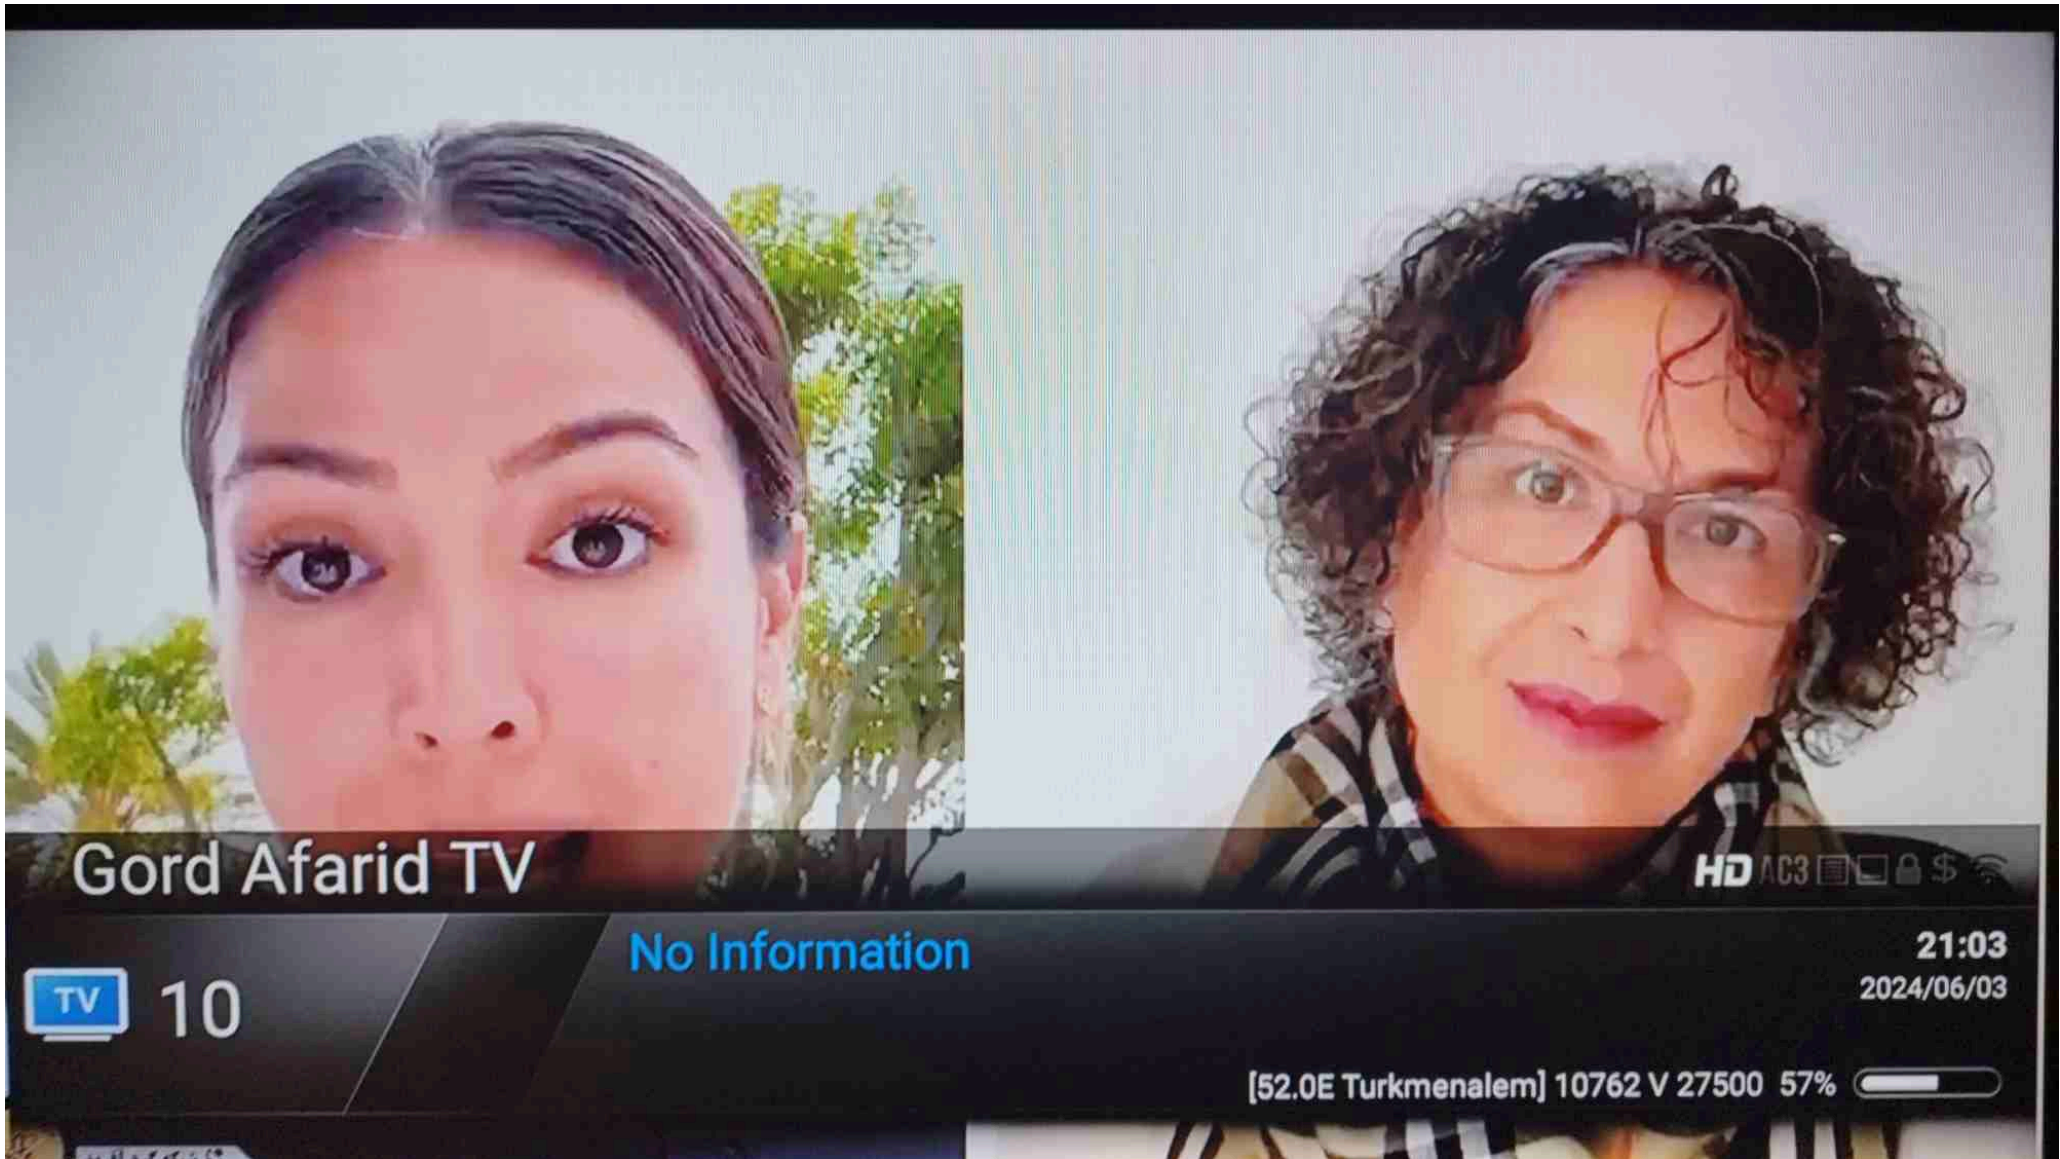 Gord Afarid TV
HD AC3 $
TV 10
No Information
21:03
2024/06/03
[52.0E Turkmenalem] 10762 V 27500 57%